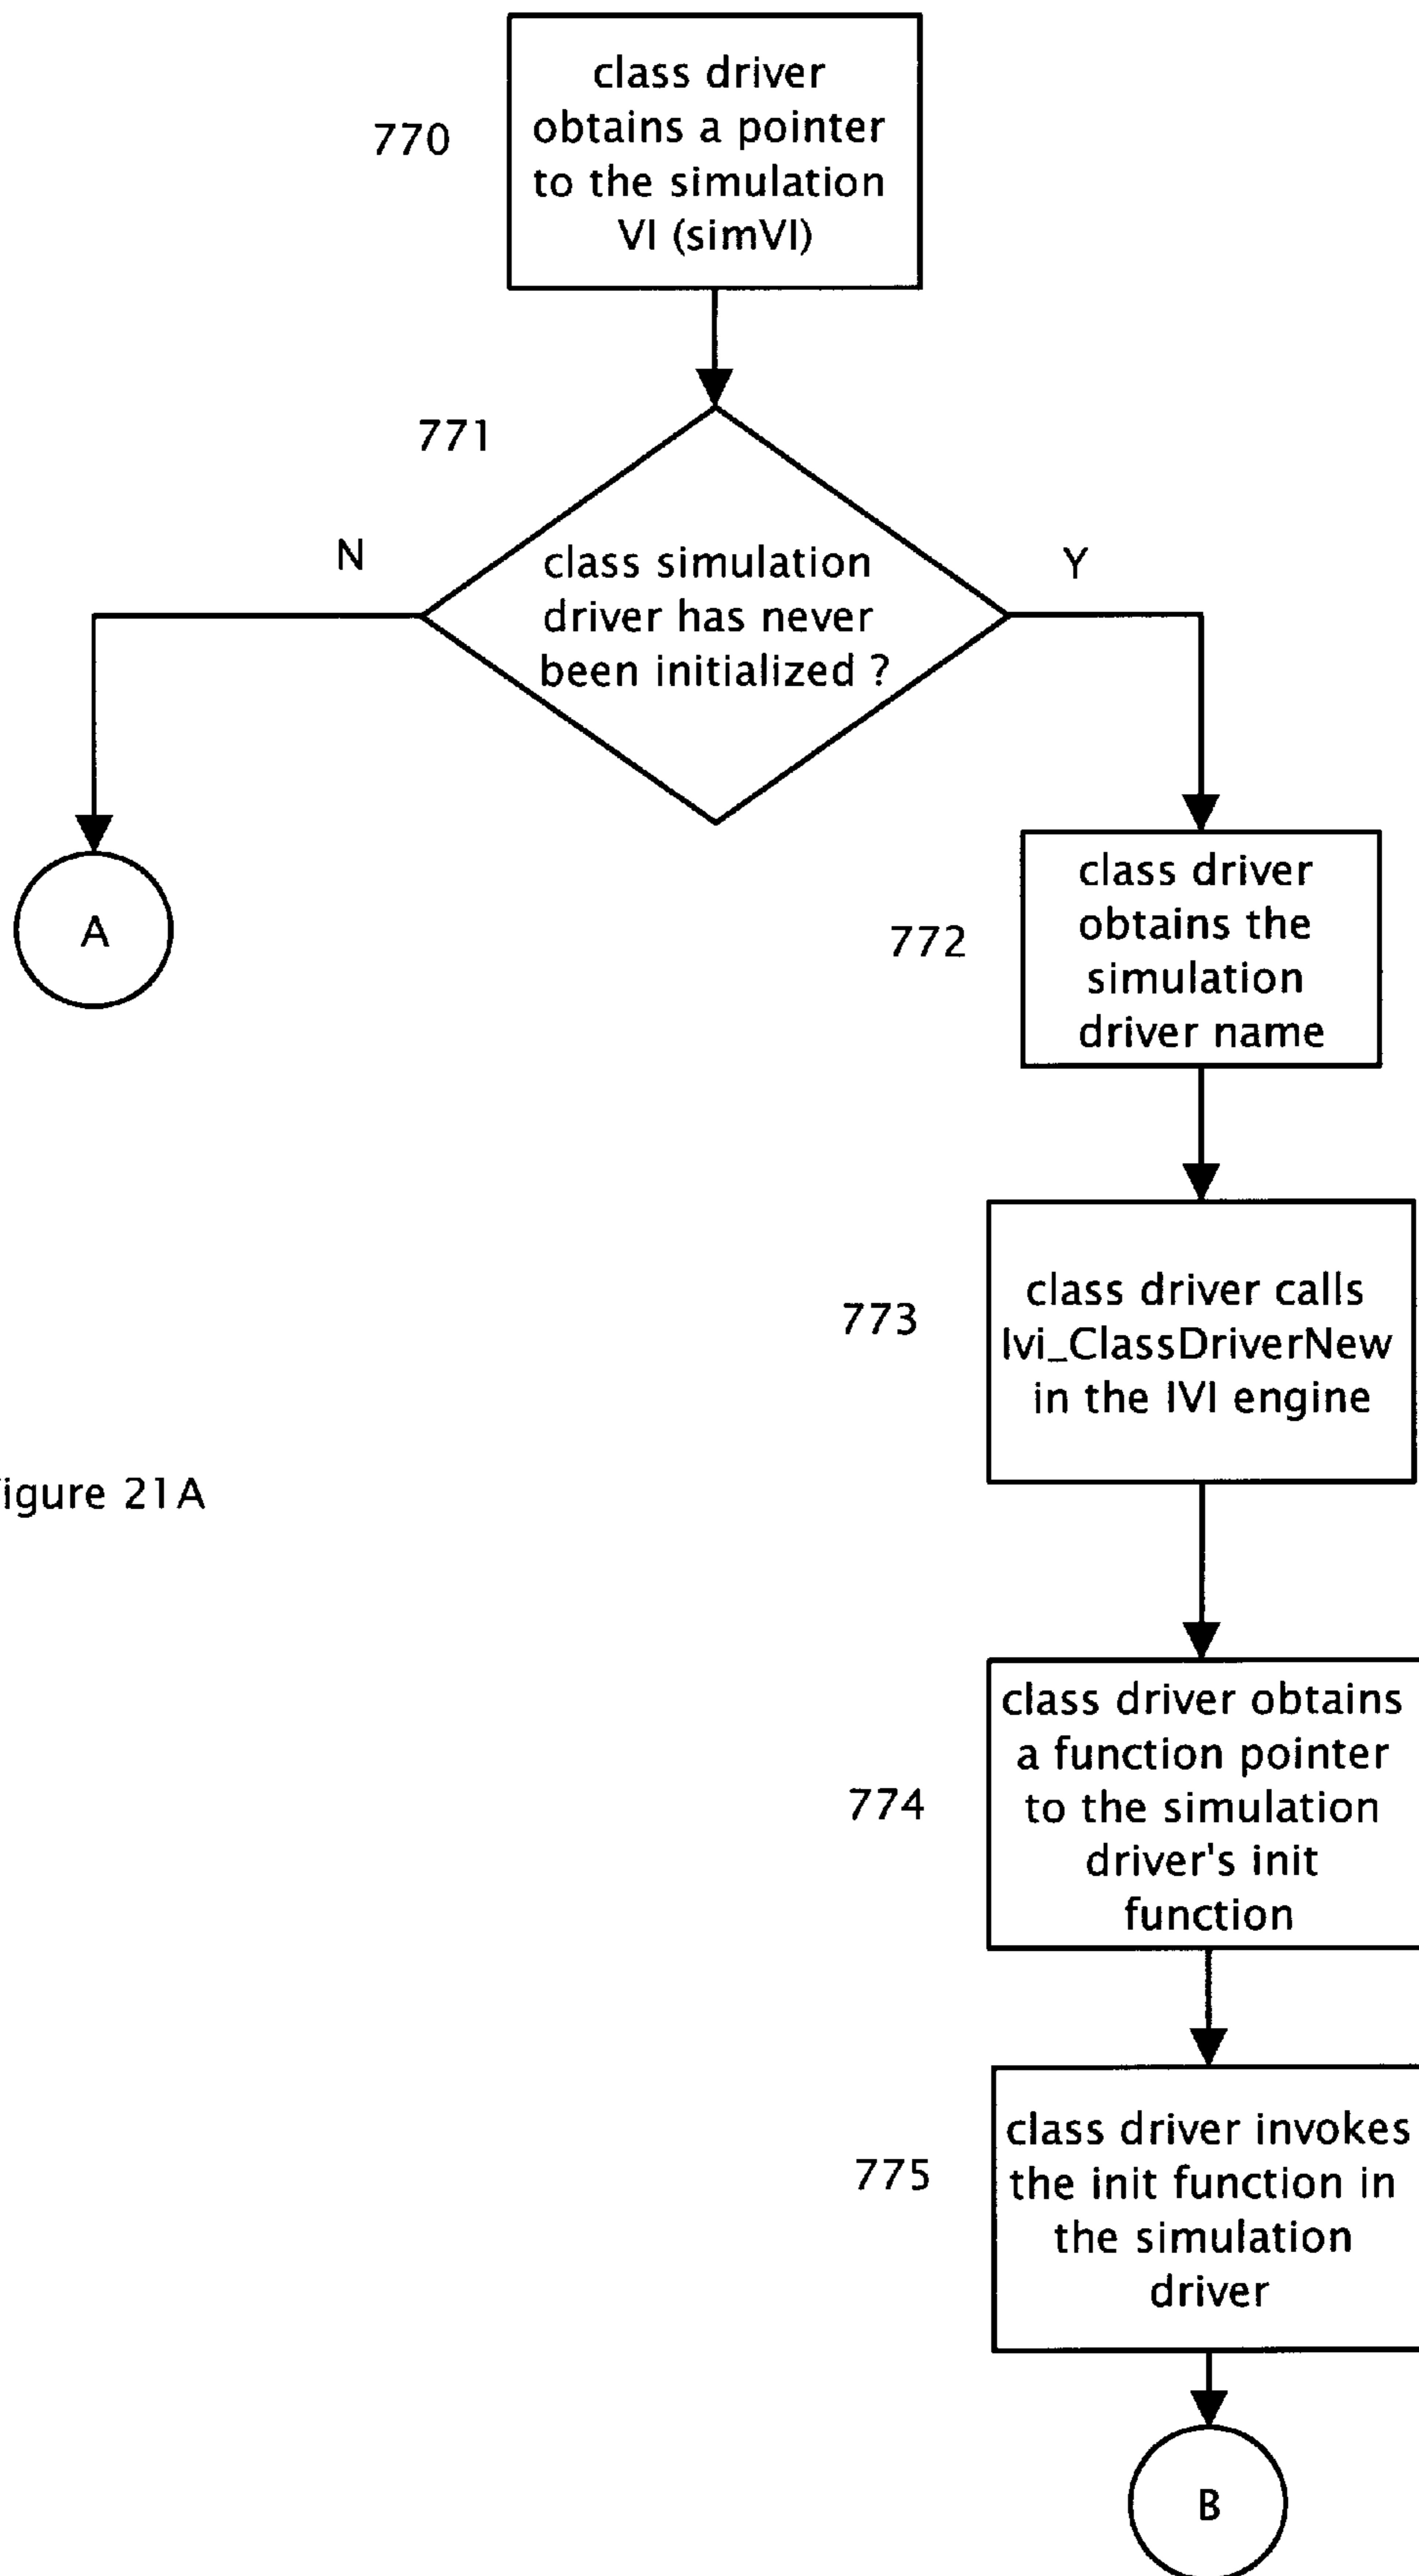 class driver
obtains a pointer
to the simulation
VI (simVI)
770
771
N
Y
class simulation
driver has never
been initialized ?
A
class driver
obtains the
simulation
driver name
772
class driver calls
Ivi_ClassDriverNew
in the IVI engine
773
igure 21A
class driver obtains
a function pointer
to the simulation
driver's init
function
774
class driver invokes
the init function in
the simulation
driver
775
B